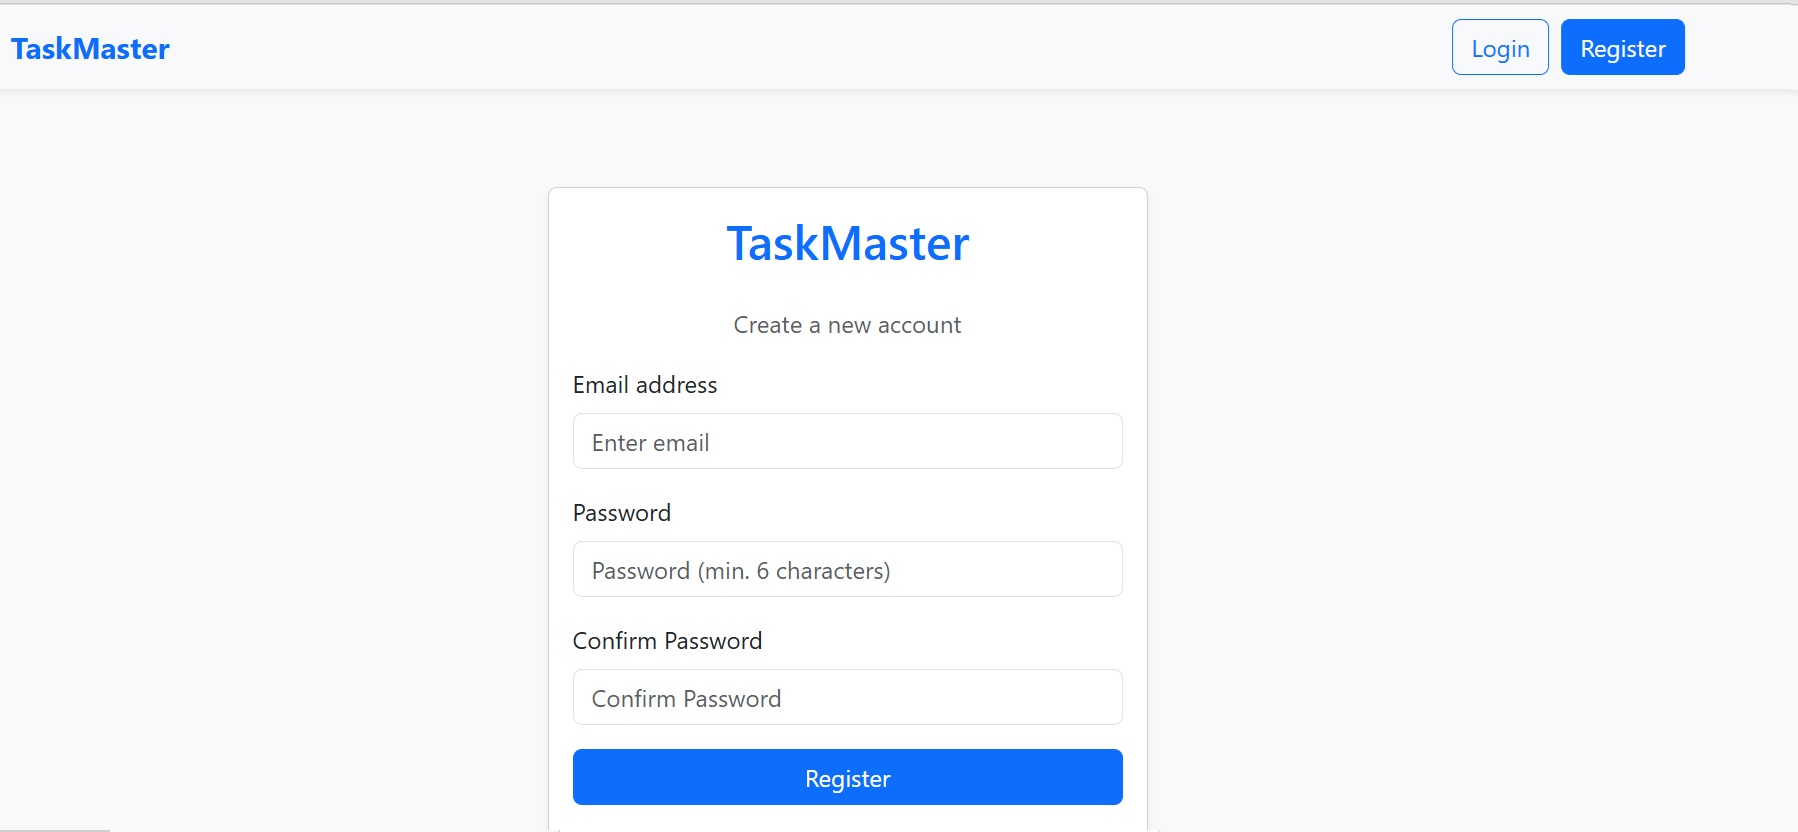 TaskMaster
Login
Register
TaskMaster
Create a new account
Email address
Enter email
Password
Password (min. 6 characters)
Confirm Password
Confirm Password
Register